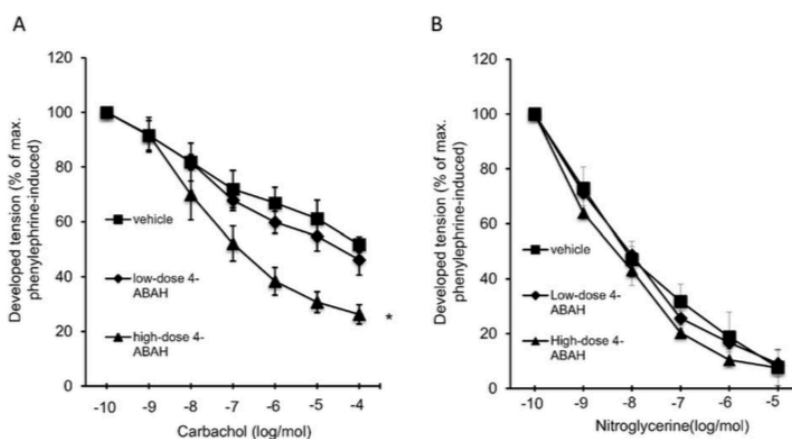 A
120
100
80
60
40
20
0
Developed tension (% of max.
phenylephrine-induced)
vehicle
low-dose 4-
ABAH
high-dose 4-
ABAH
*
-10 -9 -8 -7 -6 -5 -4
Carbachol (log/mol)
B
120
100
80
60
40
20
0
Developed tension (% of max.
phenylephrine-induced)
vehicle
Low-dose 4-
ABAH
High-dose 4-
ABAH
-10 -9 -8 -7 -6 -5
Nitroglycerine(log/mol)